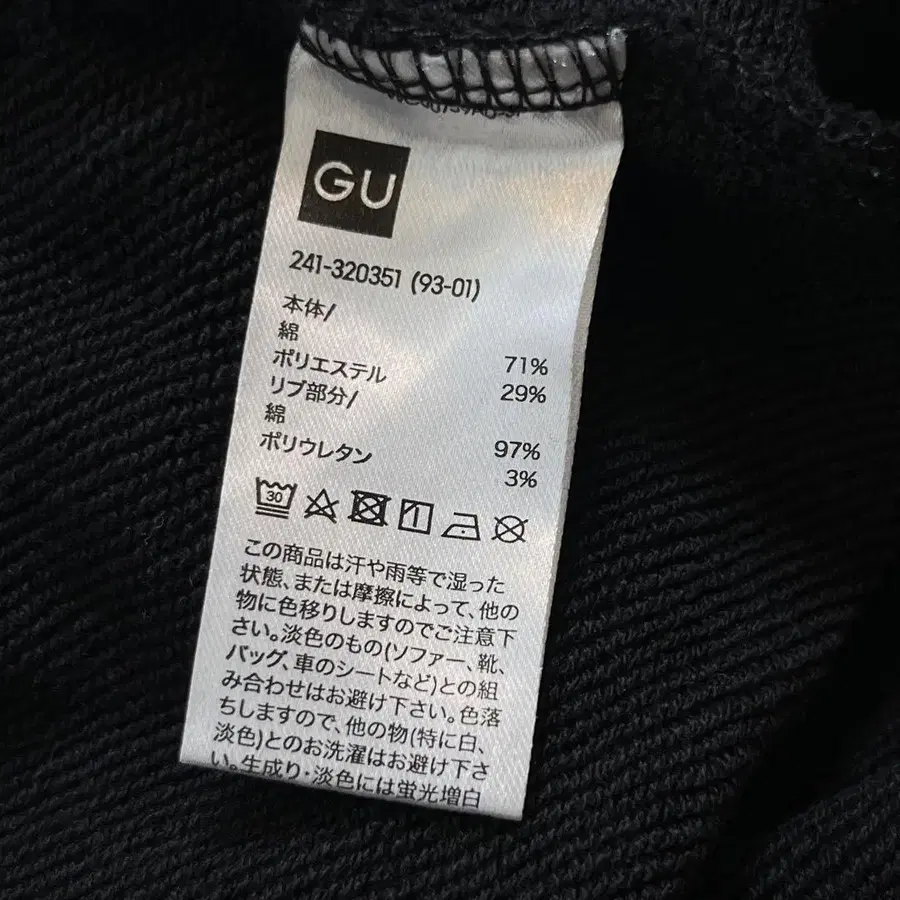 GU
241-320351 (93-01)
本体/
綿 71%
ポリエステル 29%
リブ部分/
綿 97%
ポリウレタン 3%
30
この商品は汗や雨等で湿った
状態、または摩擦によって、他の
物に色移りしますのでご注意下
さい。淡色のもの(ソファー、靴、
バッグ、車のシートなど)との組
み合わせはお避け下さい。色落
ちしますので、他の物(特に白、
淡色)とのお洗濯はお避け下さ
い。生成り・淡色には蛍光増白